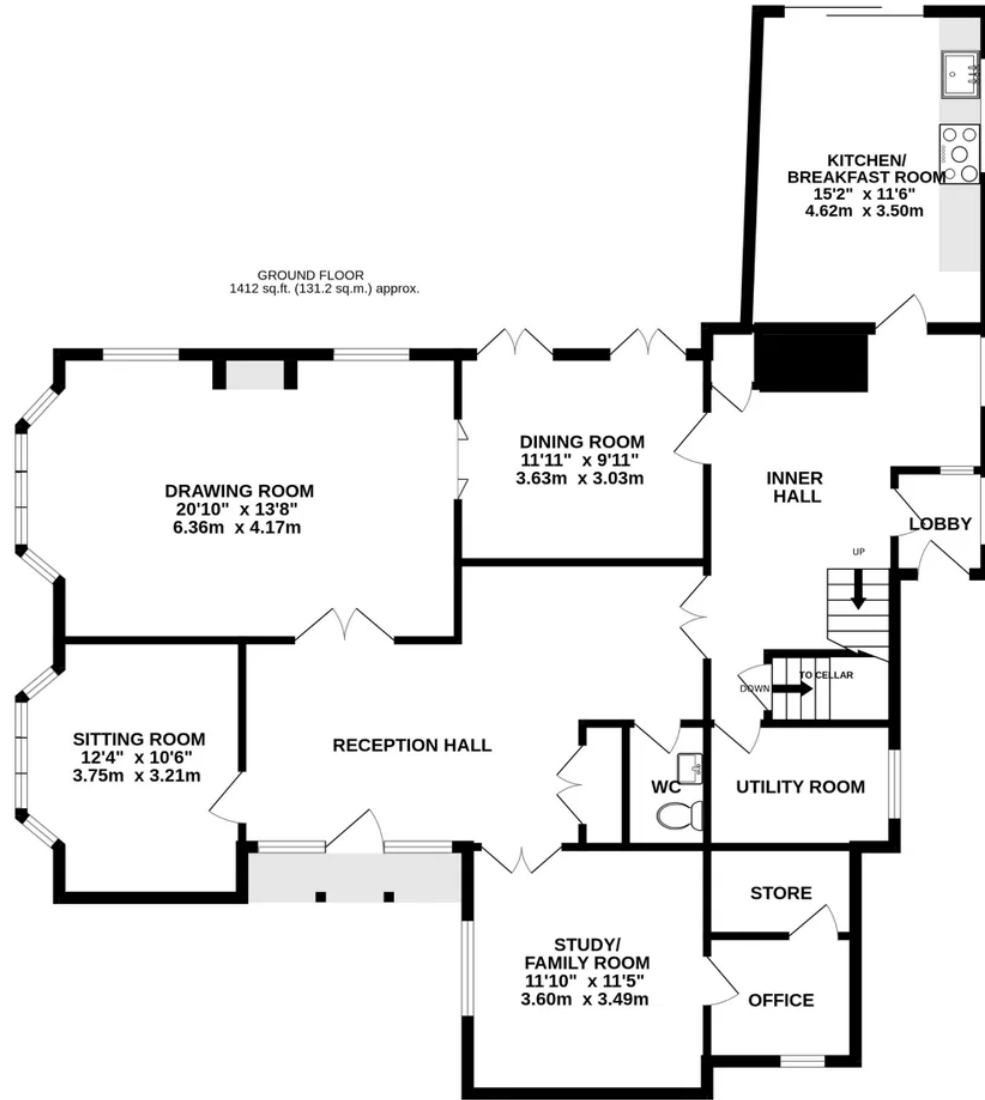 KITCHEN/
BREAKFAST ROOM
15'2" x 11'6"
4.62m x 3.50m
GROUND FLOOR
1412 sq.ft. (131.2 sq.m.) approx.
DRAWING ROOM
20'10" x 13'8"
6.36m x 4.17m
DINING ROOM
11'11" x 9'11"
3.63m x 3.03m
INNER
HALL
LOBBY
UP
TO CELLAR
DOWN
SITTING ROOM
12'4" x 10'6"
3.75m x 3.21m
RECEPTION HALL
WC
UTILITY ROOM
STORE
STUDY/
FAMILY ROOM
11'10" x 11'5"
3.60m x 3.49m
OFFICE